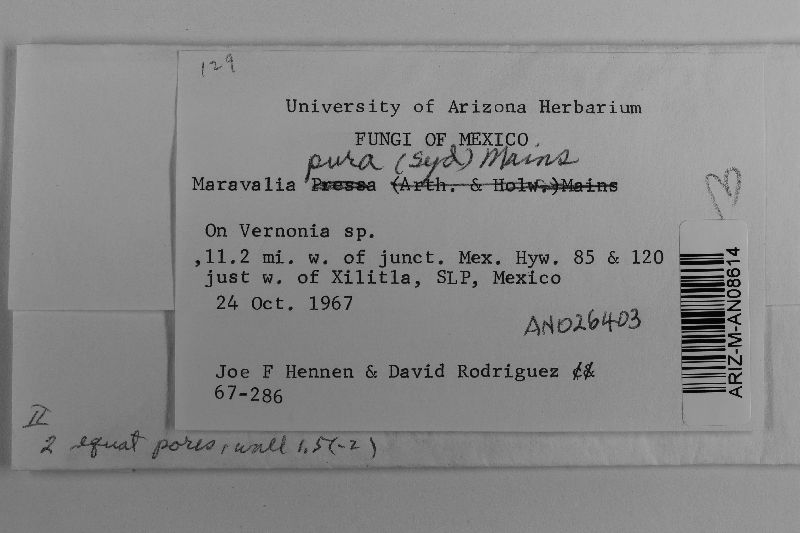 129
University of Arizona Herbarium
FUNGI OF MEXICO
pura (Syd) Mains
Maravalia Pressa (Arth. & Holw.) Mains
On Vernonia sp.
,11.2 mi. w. of junct. Mex. Hyw. 85 & 120
just w. of Xilitla, SLP, Mexico
24 Oct. 1967
AN026403
Joe F Hennen & David Rodriguez
67-286
ARIZ-M-AN08614
II
2 equat pores, wall 1.5(-2)